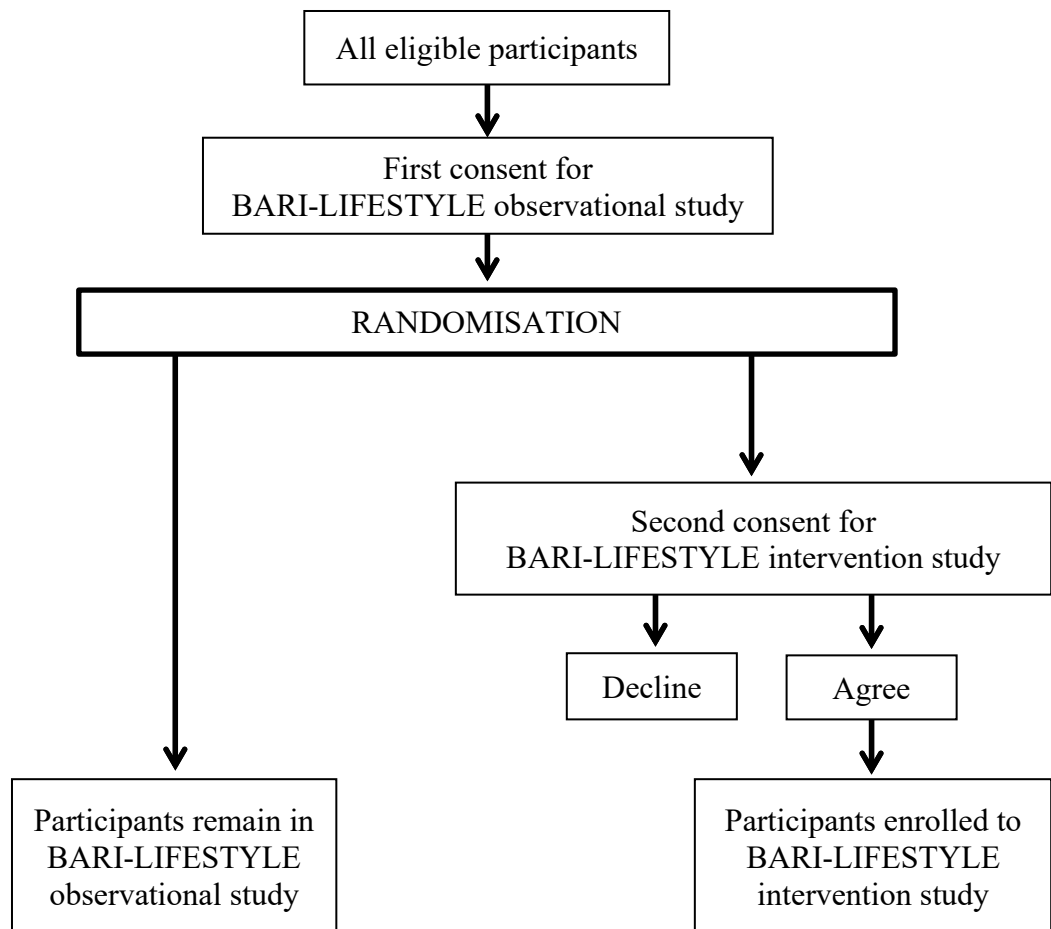 All eligible participants
First consent for
BARI-LIFESTYLE observational study
RANDOMISATION
Second consent for
BARI-LIFESTYLE intervention study
Decline
Agree
Participants remain in
BARI-LIFESTYLE
observational study
Participants enrolled to
BARI-LIFESTYLE
intervention study